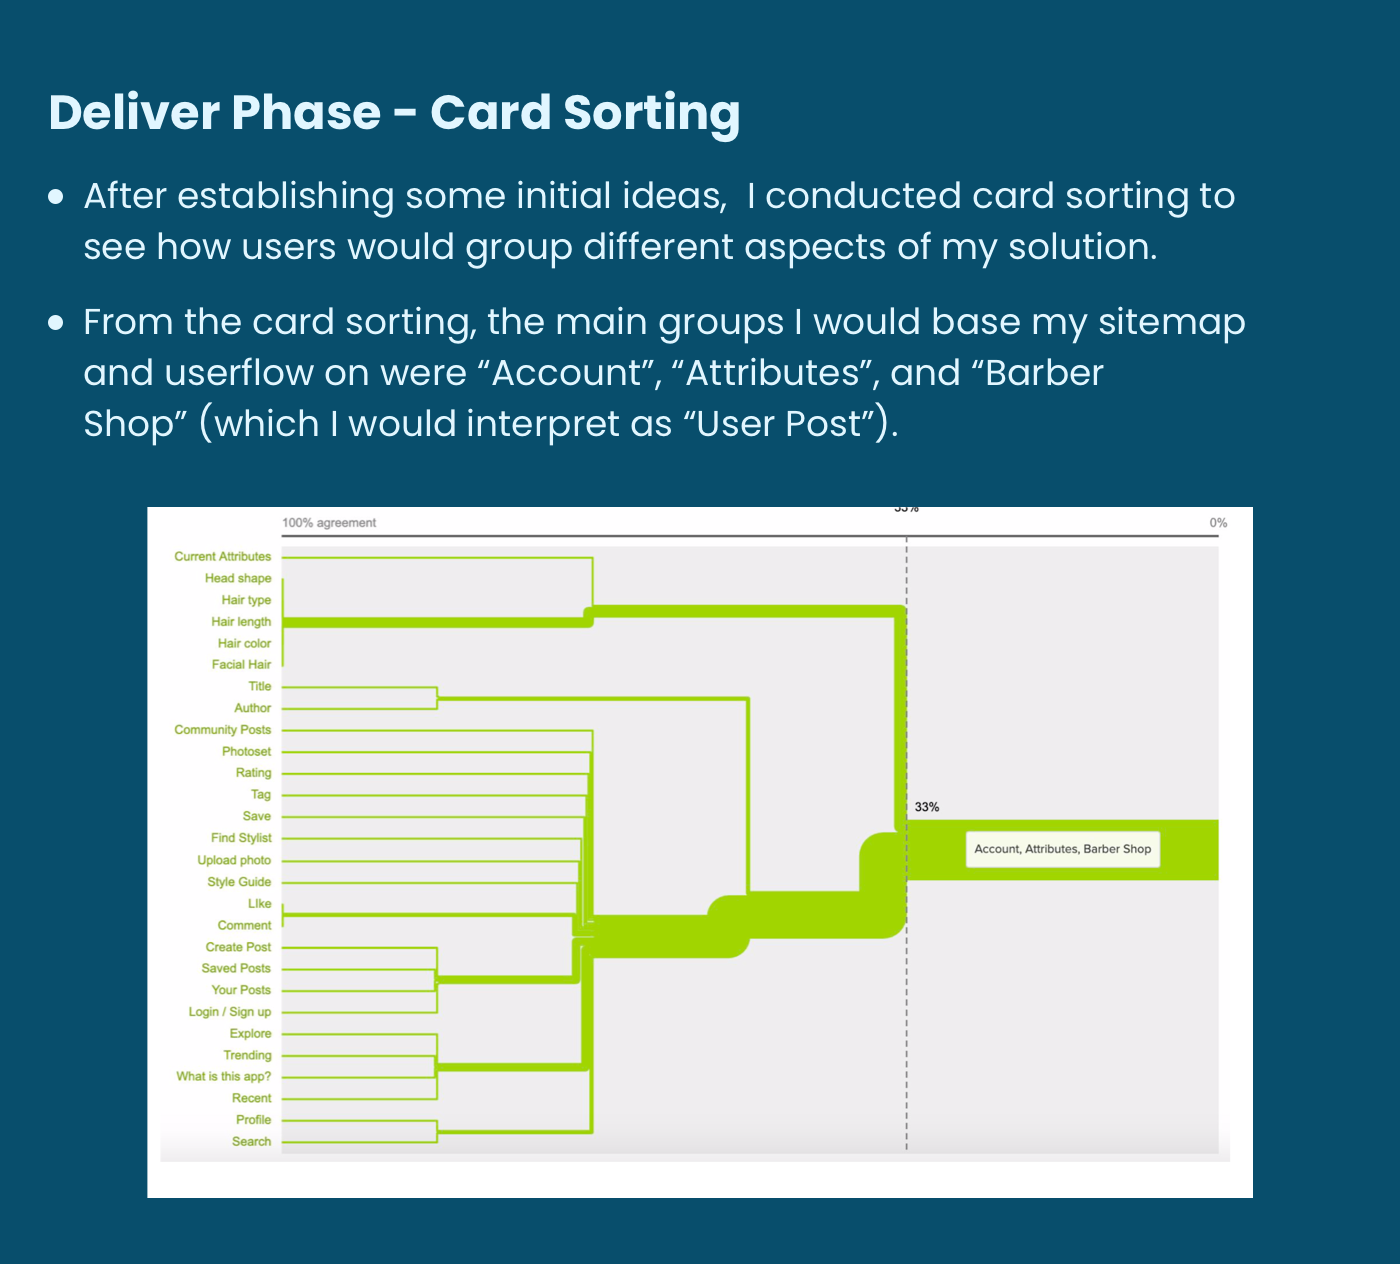 Deliver Phase - Card Sorting
After establishing some initial ideas,  I conducted card sorting to
see how users would group different aspects of my solution.
From the card sorting, the main groups I would base my sitemap
and userflow on were “Account”, “Attributes”, and “Barber
Shop” (which I would interpret as “User Post”).
100% agreement
0%
Current Attributes
Head shape
Hair type
Hair length
Hair color
Facial Hair
Title
Author
Community Posts
Photoset
Rating
Tag
Save
33%
Find Stylist
Account, Attributes, Barber Shop
Upload photo
Style Guide
LIke
Comment
Create Post
Saved Posts
Your Posts
Login / Sign up
Explore
Trending
What is this app?
Recent
Profile
Search